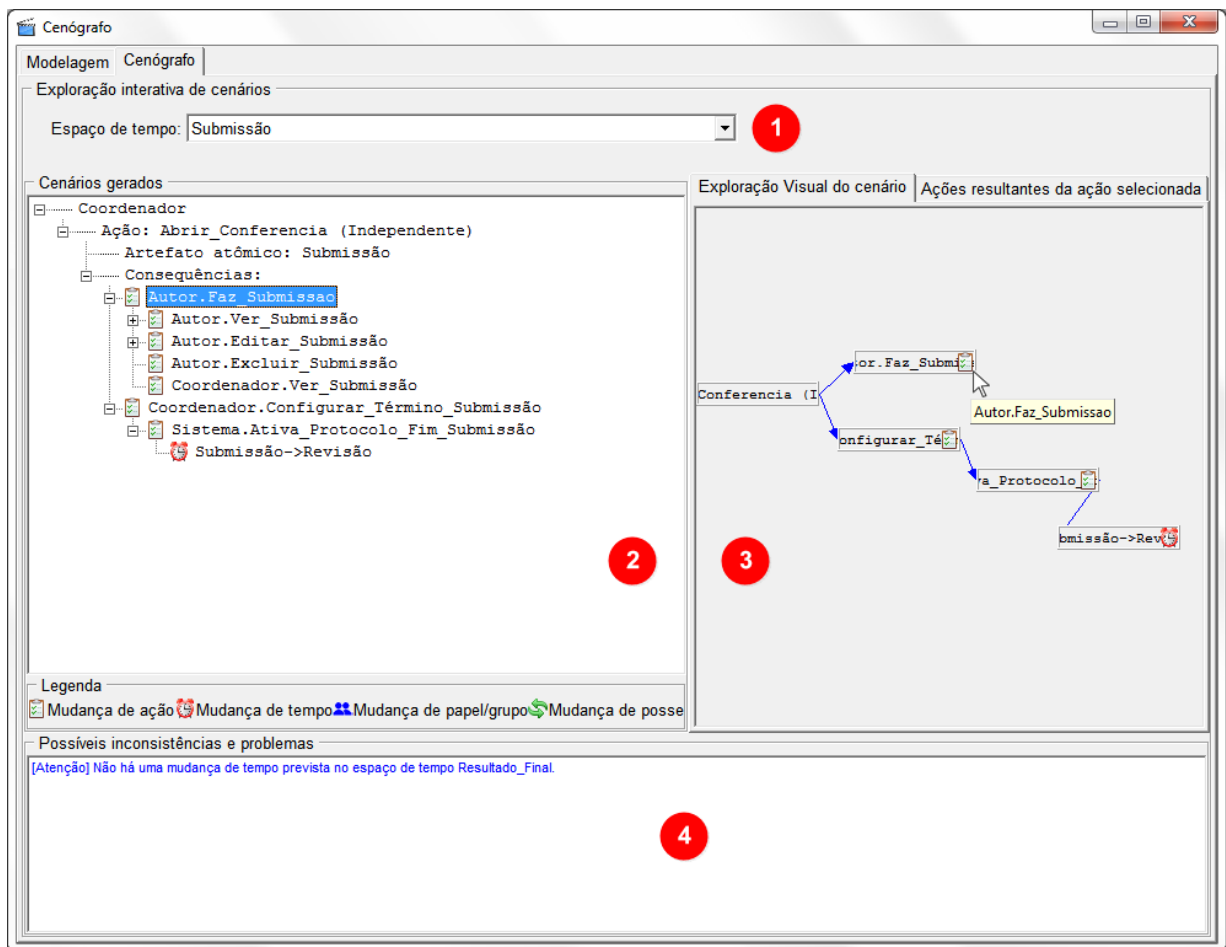 Cenógrafo
Modelagem Cenógrafo
Exploração interativa de cenários
Espaço de tempo: Submissão
1
Cenários gerados
Coordenador
Ação: Abrir_Conferencia (Independente)
Artefato atômico: Submissão
Consequências:
Autor.Faz_Submissao
Autor.Ver_Submissão
Autor.Editar_Submissão
Autor.Excluir_Submissão
Coordenador.Ver_Submissão
Coordenador.Configurar_Término_Submissão
Sistema.Ativa_Protocolo_Fim_Submissão
Submissão->Revisão
2
Legenda
Mudança de ação Mudança de tempo Mudança de papel/grupo Mudança de posse
Exploração Visual do cenário Ações resultantes da ação selecionada
or.Faz_Submi
Conferencia (I
Autor.Faz_Submissao
onfigurar_Té
a_Protocolo_
bmissão->Rev
3
Possíveis inconsistências e problemas
[Atenção] Não há uma mudança de tempo prevista no espaço de tempo Resultado_Final.
4